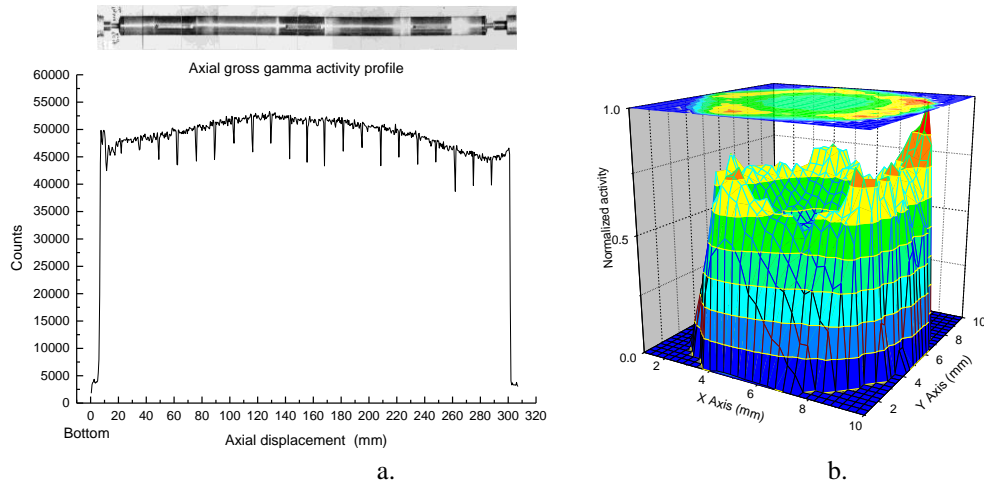 Axial gross gamma activity profile
60000
55000
50000
45000
40000
35000
30000
25000
20000
15000
10000
5000
0
Counts
0 20 40 60 80 100 120 140 160 180 200 220 240 260 280 300 320
Bottom
Axial displacement (mm)
a.
1.0
0.5
0.0
Normalized activity
2 4 6 8 10
X Axis (mm)
2 4 6 8 10
Y Axis (mm)
b.